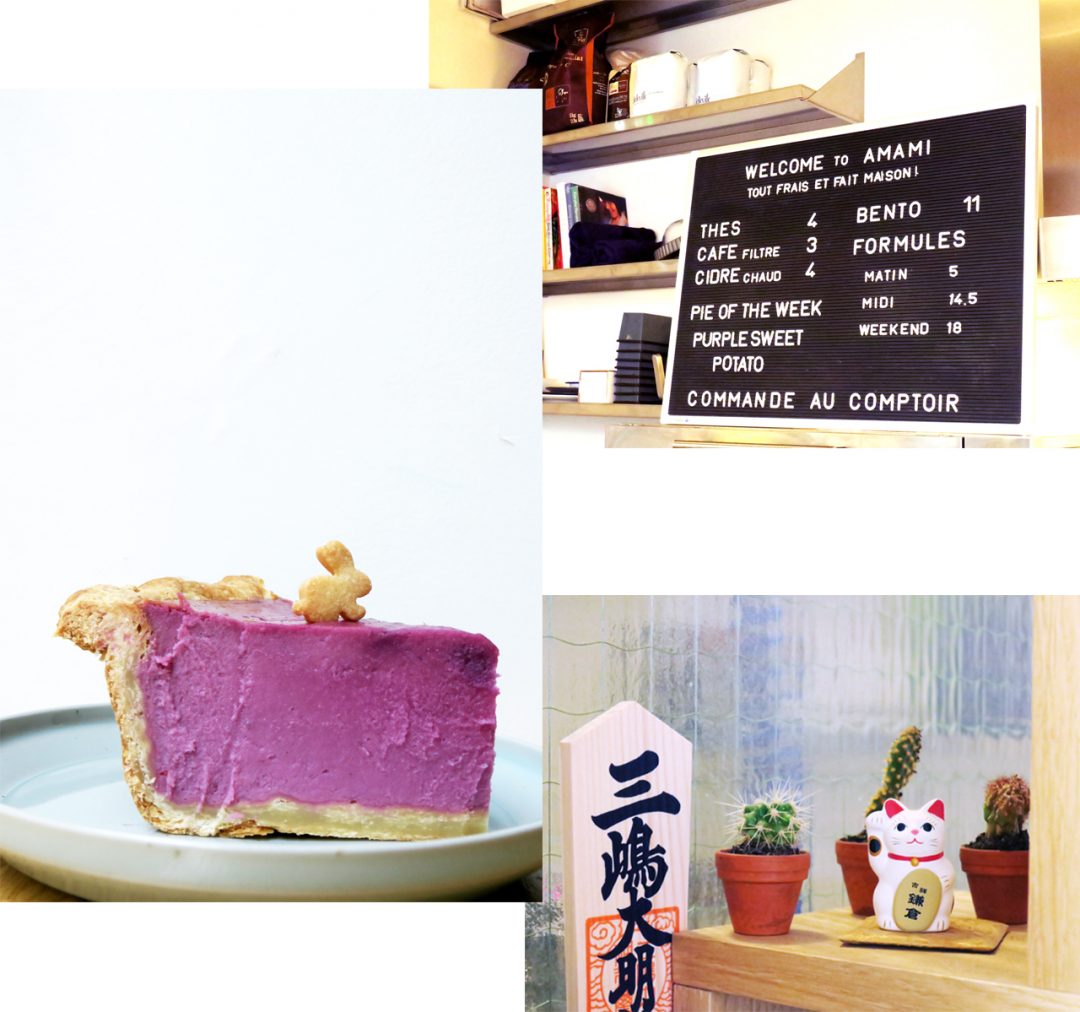 WELCOME TO AMAMI
TOUT FRAIS ET FAIT MAISON!
THES 4
CAFE FILTRE 3
CIDRE CHAUD 4
PIE OF THE WEEK
PURPLE SWEET
POTATO
BENTO 11
FORMULES
MATIN 5
MIDI 14.5
WEEKEND 18
COMMANDE AU COMPTOIR
三嶋大明
吉祥
鎌倉